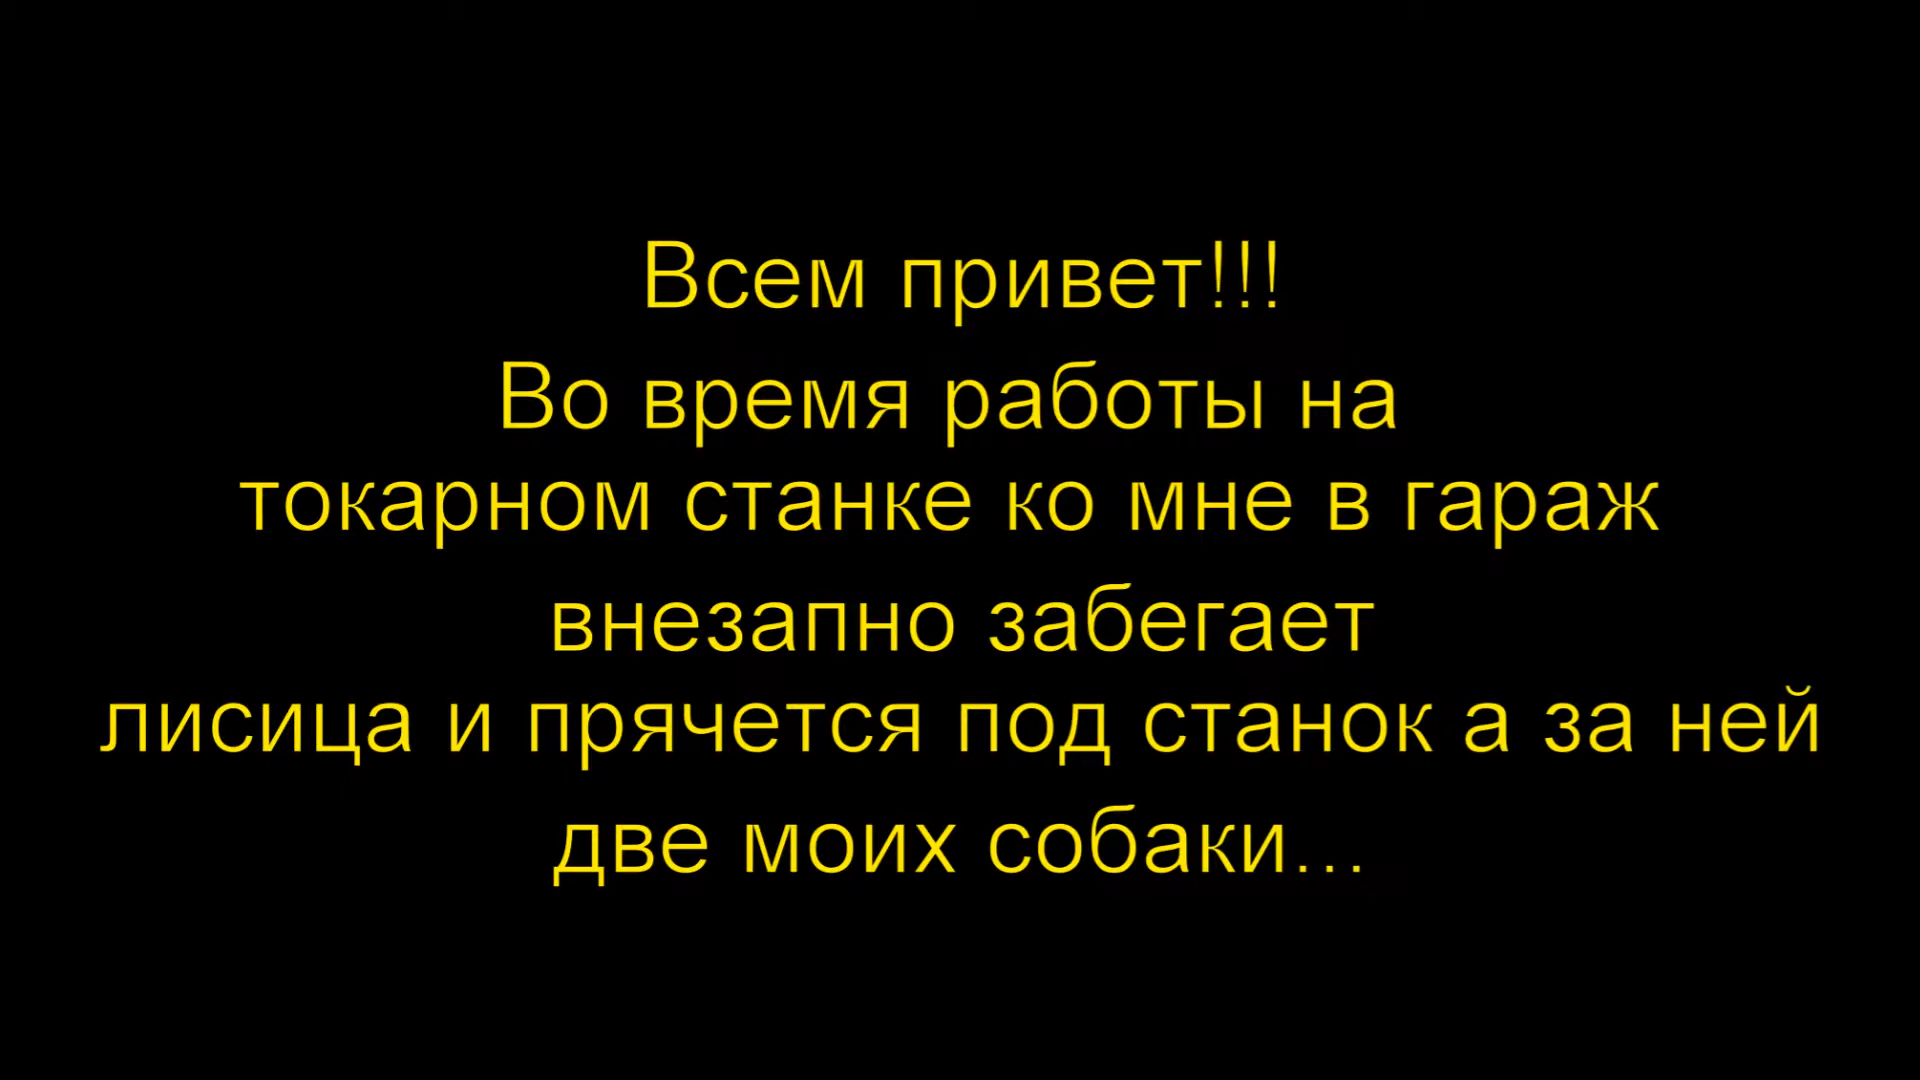 Всем привет!!!
Во время работы на
токарном станке ко мне в гараж
внезапно забегает
лисица и прячется под станок а за ней
две моих собаки...